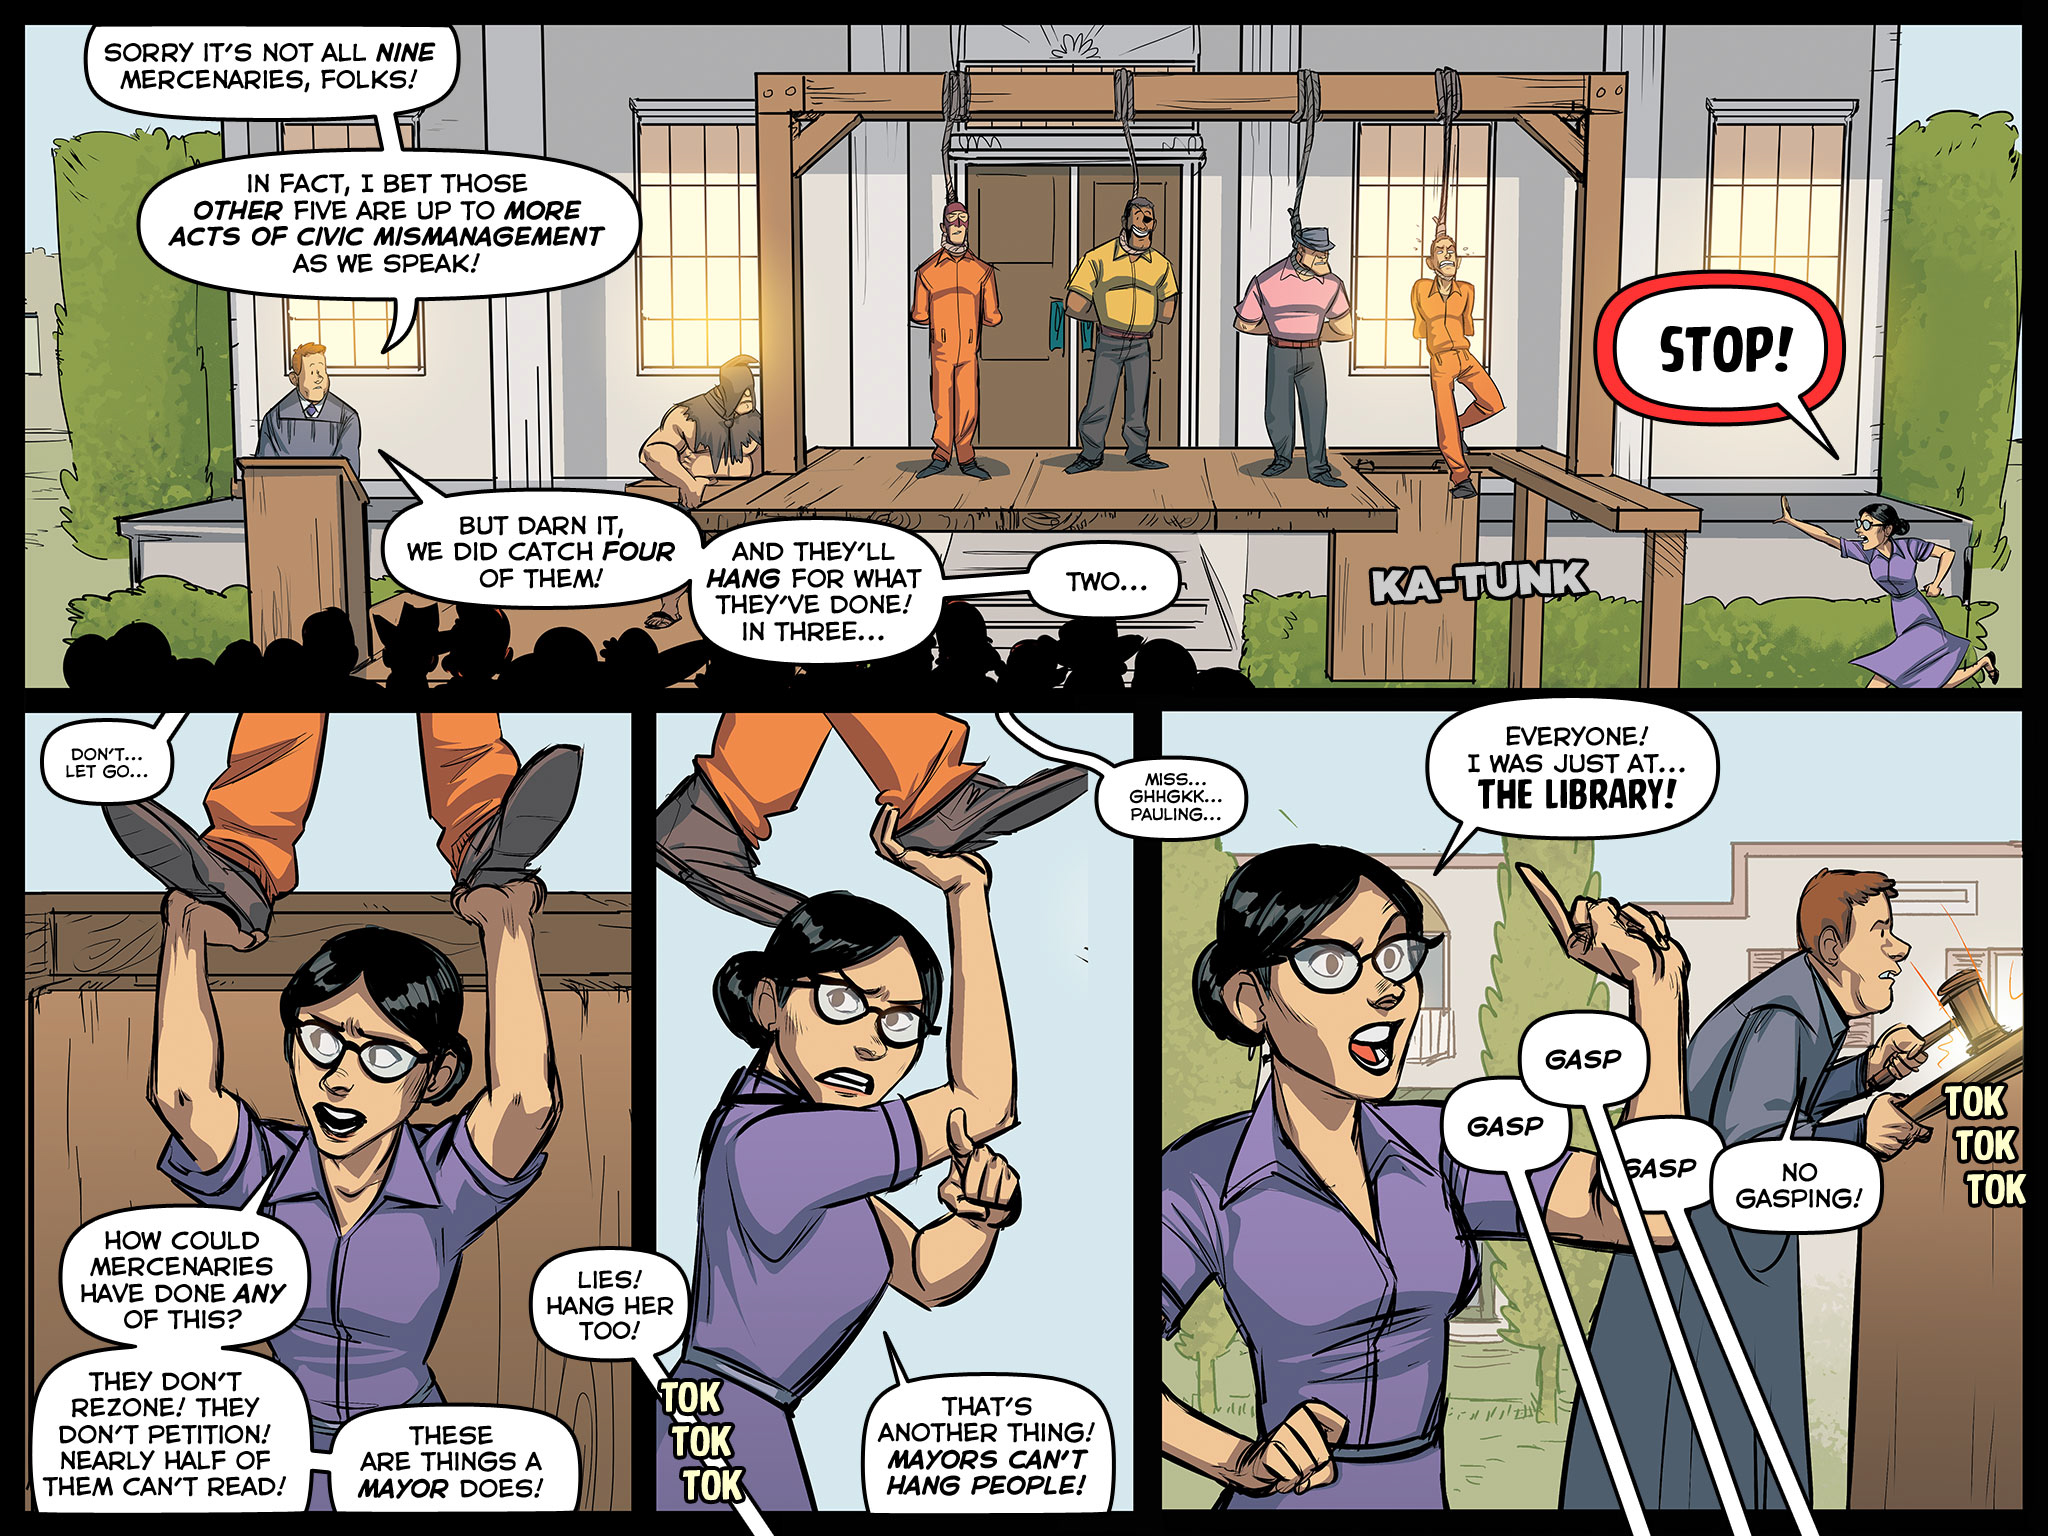 SORRY IT'S NOT ALL NINE
MERCENARIES, FOLKS!
IN FACT, I BET THOSE
OTHER FIVE ARE UP TO MORE
ACTS OF CIVIC MISMANAGEMENT
AS WE SPEAK!
BUT DARN IT,
WE DID CATCH FOUR
OF THEM!
AND THEY'LL
HANG FOR WHAT
THEY'VE DONE!
IN THREE...
TWO...
KA-TUNK
STOP!
DON'T...
LET GO...
HOW COULD
MERCENARIES
HAVE DONE ANY
OF THIS?
THEY DON'T
REZONE! THEY
DON'T PETITION!
NEARLY HALF OF
THEM CAN'T READ!
THESE
ARE THINGS A
MAYOR DOES!
MISS...
GHHGKK...
PAULING...
LIES!
HANG HER
TOO!
TOK
TOK
TOK
THAT'S
ANOTHER THING!
MAYORS CAN'T
HANG PEOPLE!
EVERYONE!
I WAS JUST AT...
THE LIBRARY!
GASP
GASP
GASP
NO
GASPING!
TOK
TOK
TOK